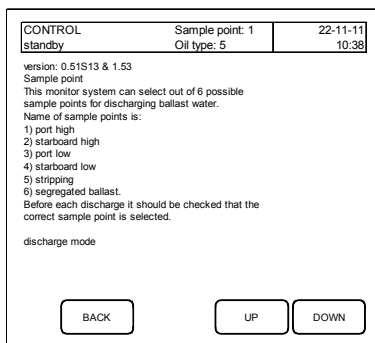 CONTROL Sample point: 1 22-11-11
standby Oil type: 5 10:38
version: 0.51S13 & 1.53
Sample point
This monitor system can select out of 6 possible
sample points for discharging ballast water.
Name of sample points is:
1) port high
2) starboard high
3) port low
4) starboard low
5) stripping
6) segregated ballast.
Before each discharge it should be checked that the
correct sample point is selected.
discharge mode
BACK UP DOWN